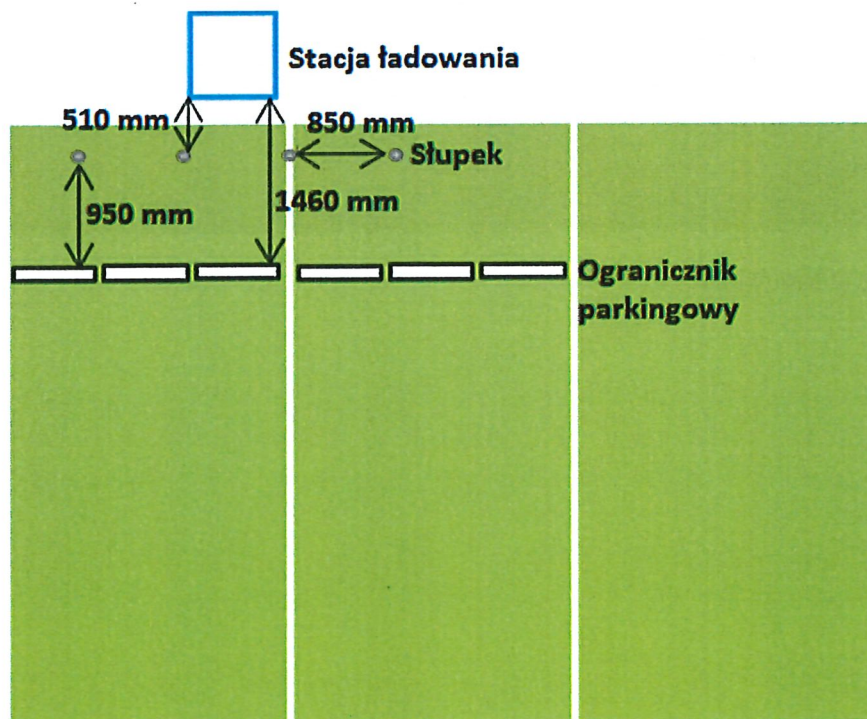 Stacja ładowania
510 mm
850 mm
Słupek
950 mm
1460 mm
Ogranicznik
parkingowy